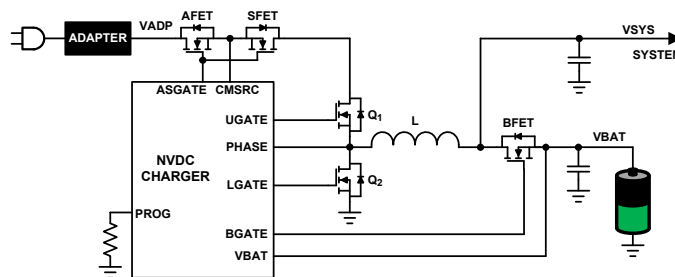 AFET
SFET
VADP
ADAPTER
VSYS
SYSTEM
ASGATE
CMSRC
UGATE
Q1
L
BFET
VBAT
NVDC
CHARGER
PHASE
LGATE
Q2
PROG
BGATE
VBAT